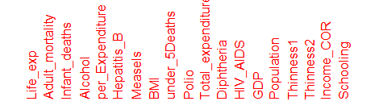 Life_exp
Adult_mortality
Infant_deaths
Alcohol
per_Expenditure
Hepatitis_B
Measels
BMI
under_5Deaths
Polio
Total_expenditure
Diphtheria
HIV_AIDS
GDP
Population
Thinness1
Thinness2
Income_COR
Schooling